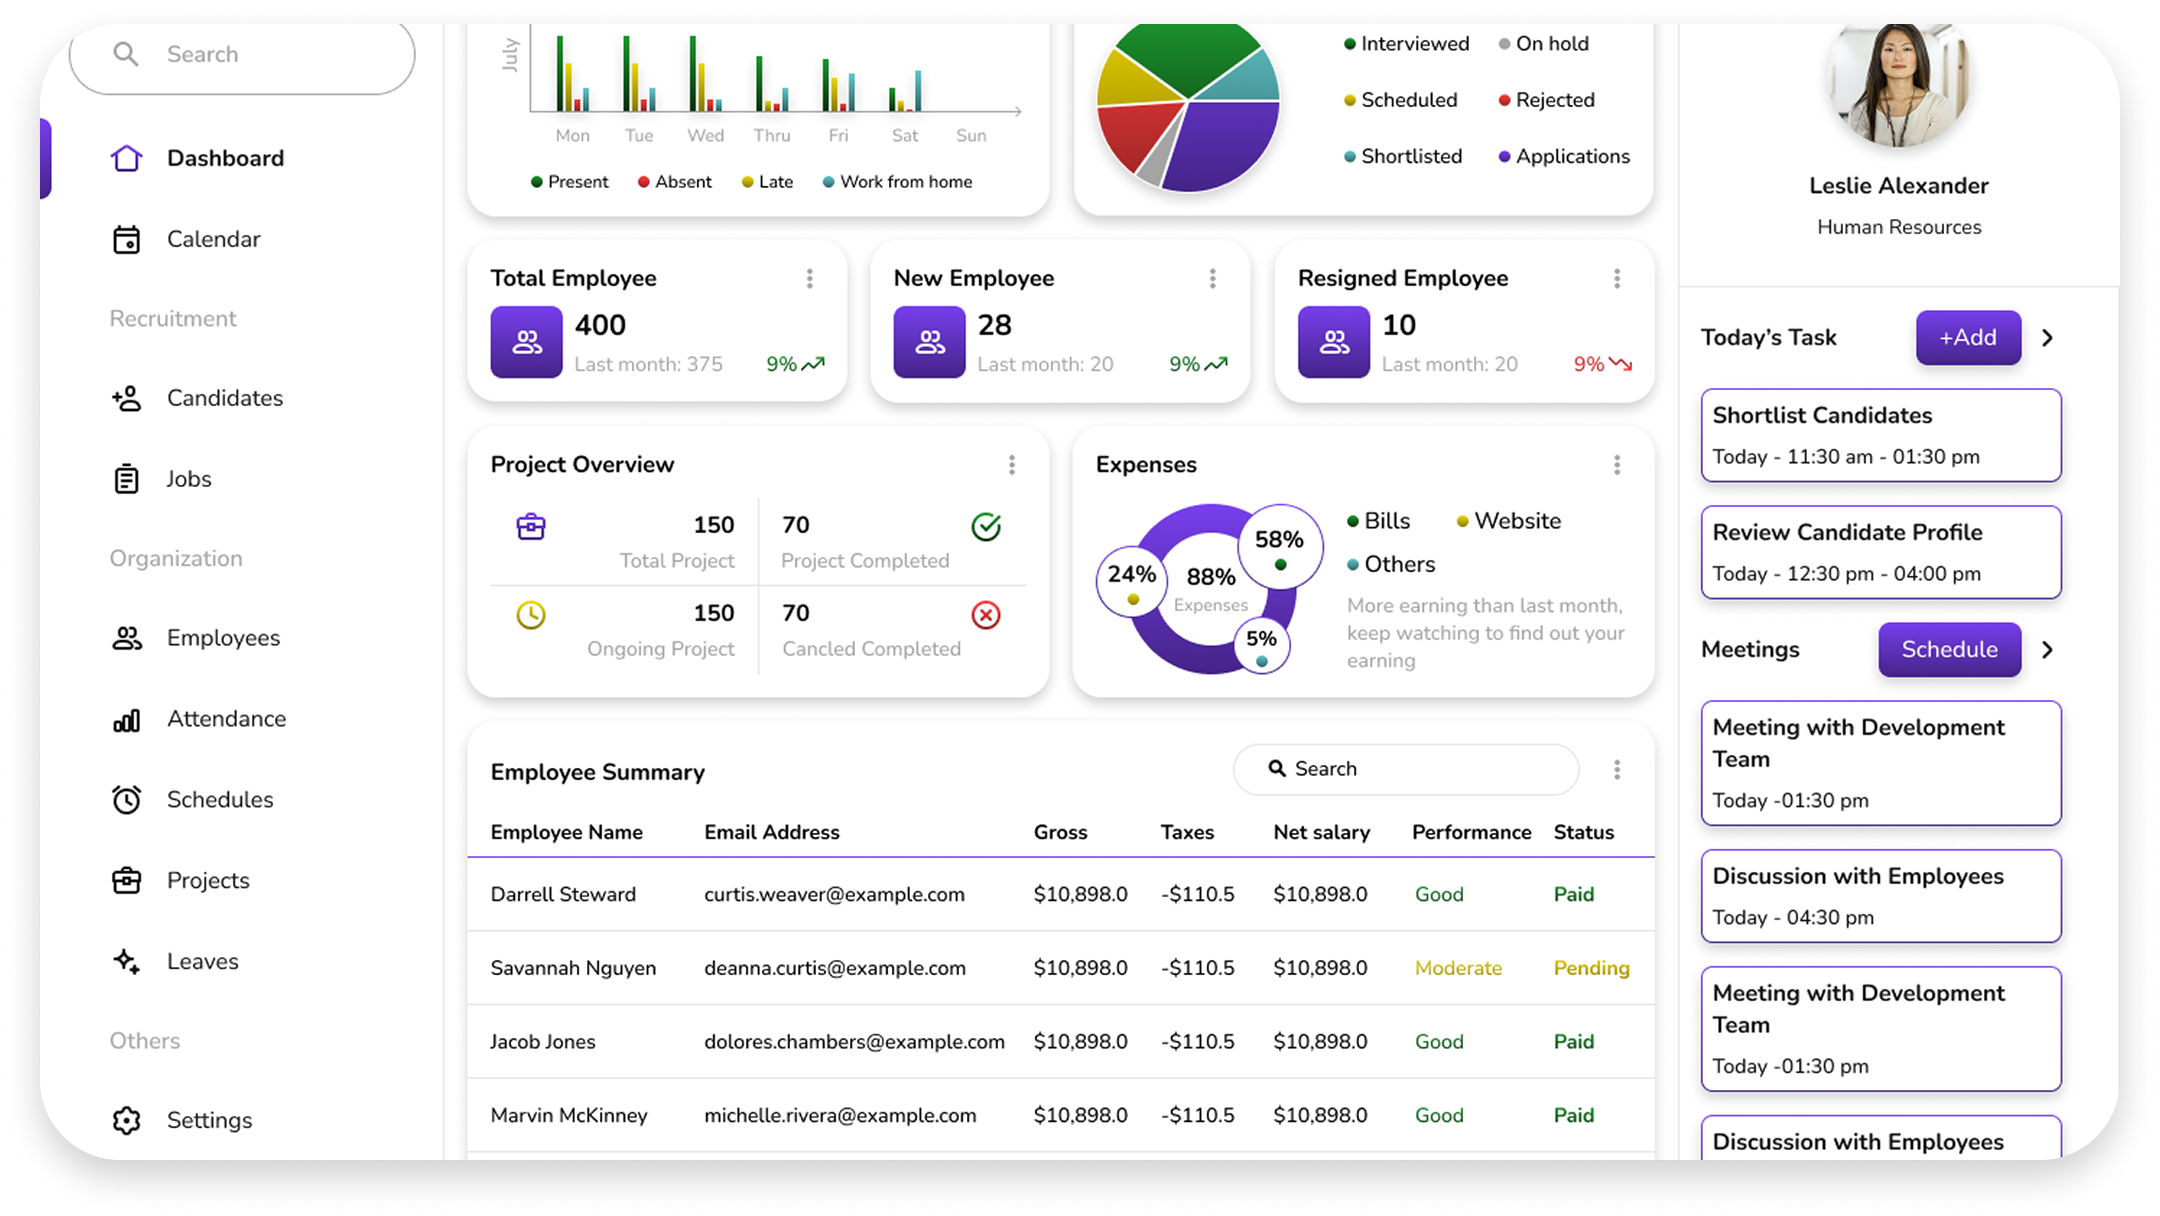 Search
Dashboard
Calendar
Recruitment
Candidates
Jobs
Organization
Employees
Attendance
Schedules
Projects
Leaves
Others
Settings
July
Mon Tue Wed Thru Fri Sat Sun
Present Absent Late Work from home
Interviewed On hold
Scheduled Rejected
Shortlisted Applications
Total Employee
400
Last month: 375 9%
New Employee
28
Last month: 20 9%
Resigned Employee
10
Last month: 20 9%
Project Overview
150 70
Total Project Project Completed
150 70
Ongoing Project Cancled Completed
Expenses
58%
24%
88%
Expenses
5%
Bills Website
Others
More earning than last month,
keep watching to find out your
earning
Employee Summary Search
Employee Name Email Address Gross Taxes Net salary Performance Status
Darrell Steward curtis.weaver@example.com $10,898.0 -$110.5 $10,898.0 Good Paid
Savannah Nguyen deanna.curtis@example.com $10,898.0 -$110.5 $10,898.0 Moderate Pending
Jacob Jones dolores.chambers@example.com $10,898.0 -$110.5 $10,898.0 Good Paid
Marvin McKinney michelle.rivera@example.com $10,898.0 -$110.5 $10,898.0 Good Paid
Leslie Alexander
Human Resources
Today’s Task +Add
Shortlist Candidates
Today - 11:30 am - 01:30 pm
Review Candidate Profile
Today - 12:30 pm - 04:00 pm
Meetings Schedule
Meeting with Development
Team
Today -01:30 pm
Discussion with Employees
Today - 04:30 pm
Meeting with Development
Team
Today -01:30 pm
Discussion with Employees